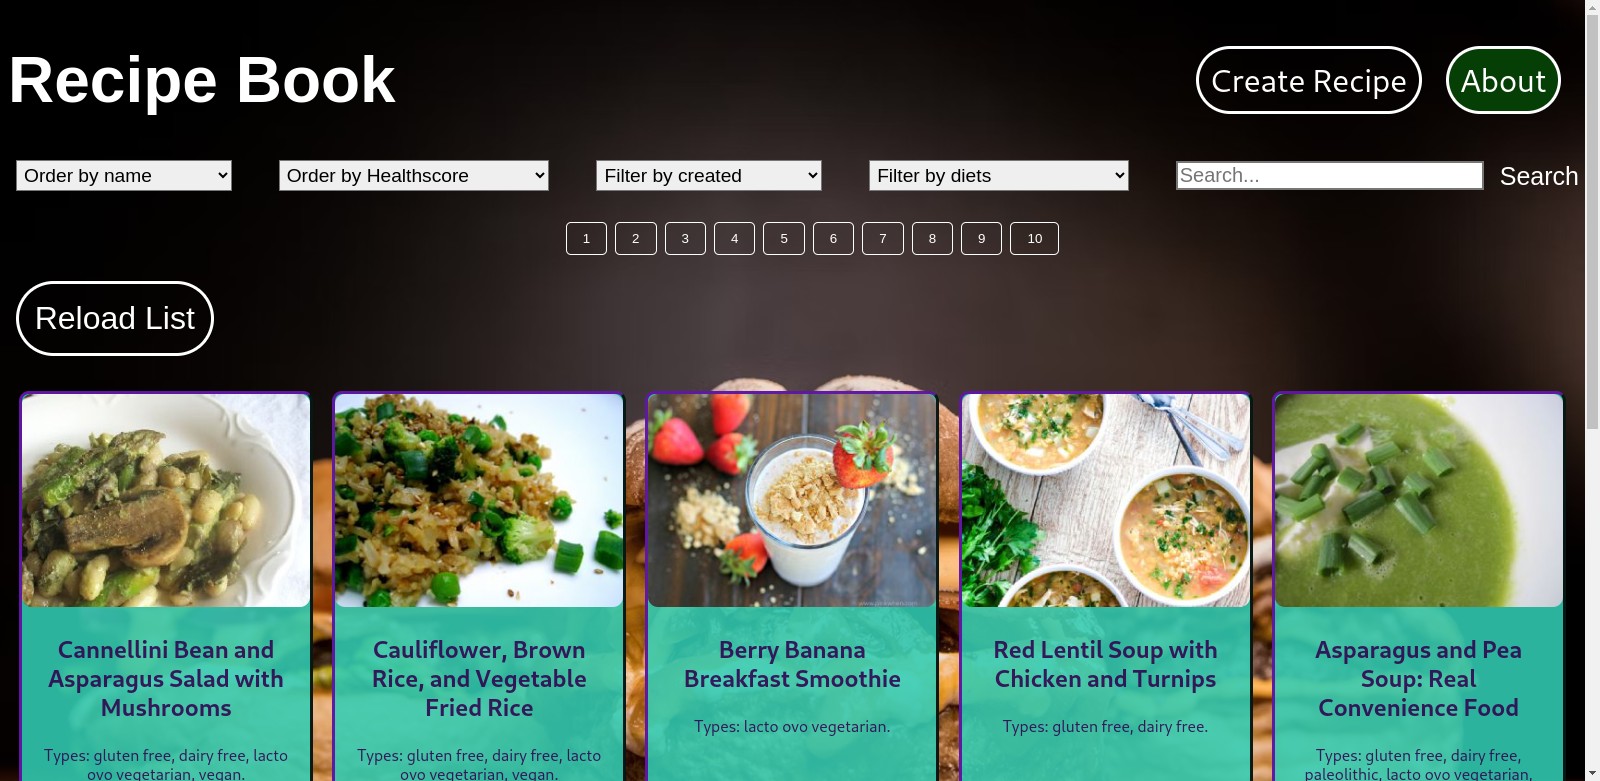 Recipe Book
Create Recipe
About
Order by name
Order by Healthscore
Filter by created
Filter by diets
Search...
Search
1 2 3 4 5 6 7 8 9 10
Reload List
Cannellini Bean and
Asparagus Salad with
Mushrooms
Types: gluten free, dairy free, lacto
ovo vegetarian, vegan.
Cauliflower, Brown
Rice, and Vegetable
Fried Rice
Types: gluten free, dairy free, lacto
ovo vegetarian, vegan.
Berry Banana
Breakfast Smoothie
Types: lacto ovo vegetarian.
Red Lentil Soup with
Chicken and Turnips
Types: gluten free, dairy free.
Asparagus and Pea
Soup: Real
Convenience Food
Types: gluten free, dairy free,
paleolithic, lacto ovo vegetarian,